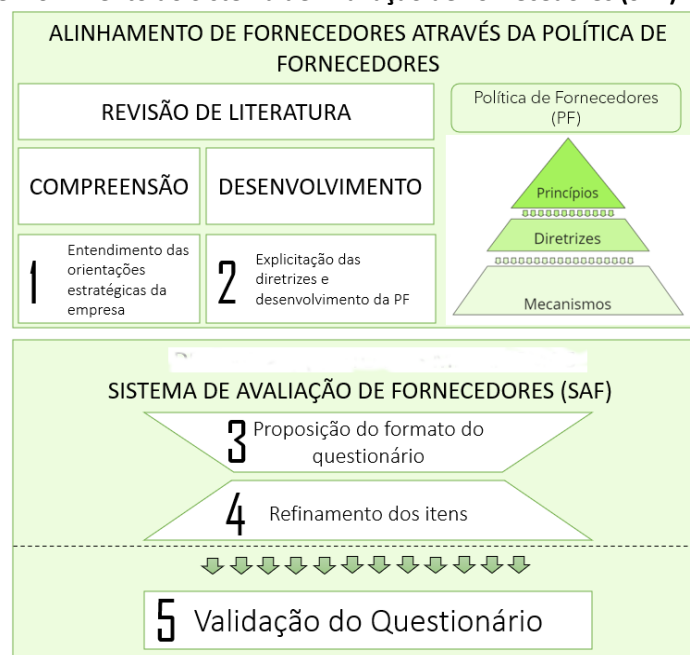 ALINHAMENTO DE FORNECEDORES ATRAVÉS DA POLÍTICA DE
FORNECEDORES
REVISÃO DE LITERATURA
Política de Fornecedores
(PF)
COMPREENSÃO
DESENVOLVIMENTO
1
Entendimento das
orientações
estratégicas da
empresa
2
Explicitação das
diretrizes e
desenvolvimento da PF
Princípios
Diretrizes
Mecanismos
SISTEMA DE AVALIAÇÃO DE FORNECEDORES (SAF)
3
Proposição do formato do
questionário
4
Refinamento dos itens
5
Validação do Questionário